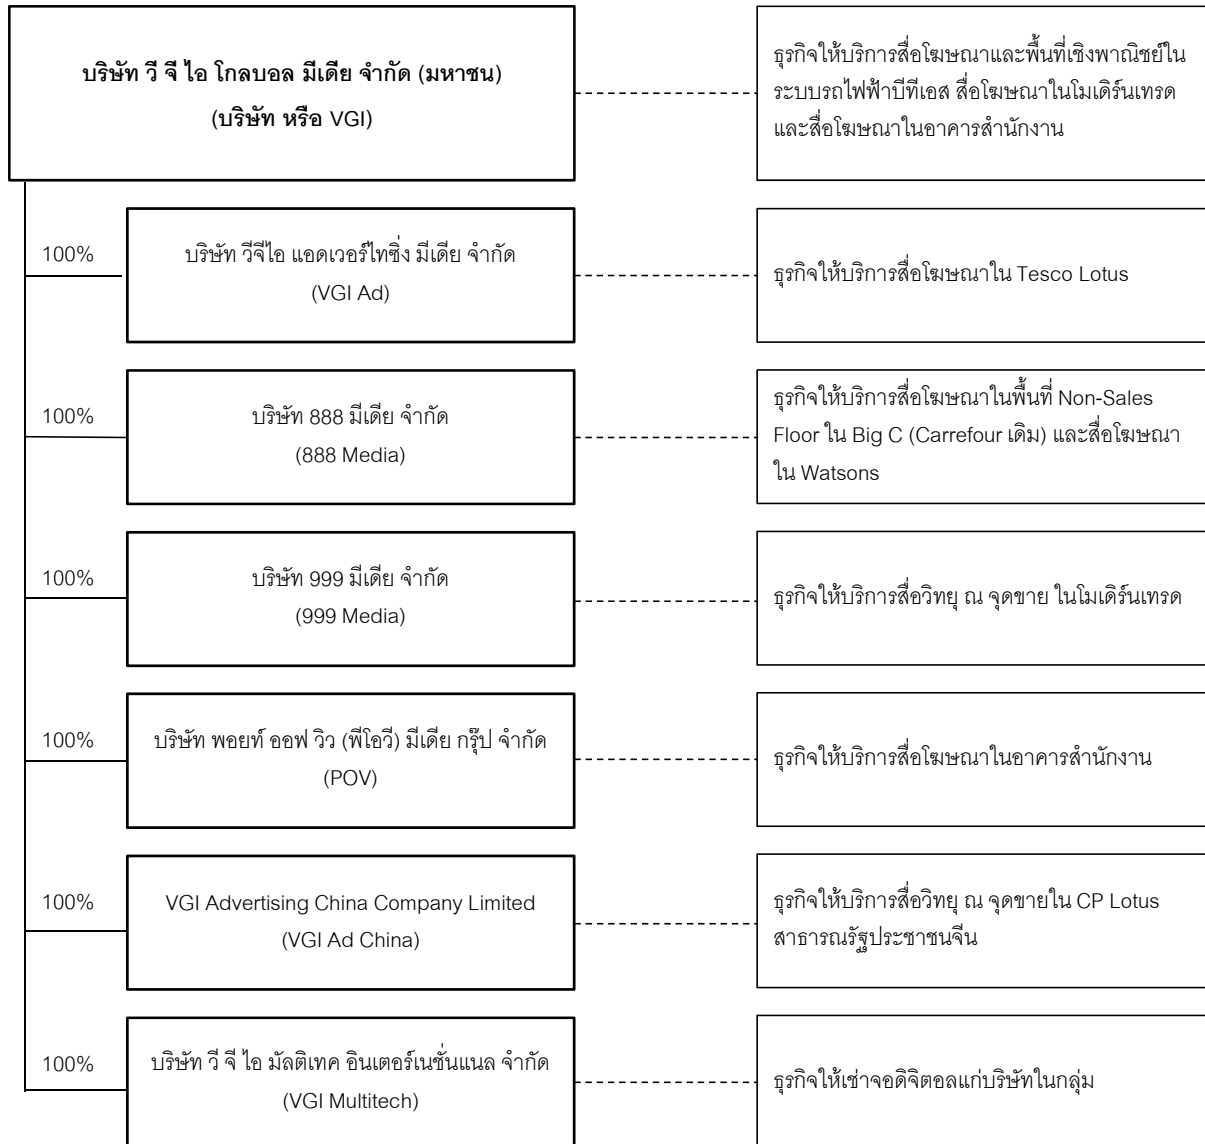 บริษัท วี จี ไอ โกลบอล มีเดีย จำกัด (มหาชน)
(บริษัท หรือ VGI)
ธุรกิจให้บริการสื่อโฆษณาและพื้นที่เชิงพาณิชย์ใน
ระบบรถไฟฟ้าบีทีเอส สื่อโฆษณาในโมเดิร์นเทรด
และสื่อโฆษณาในอาคารสำนักงาน
100%
บริษัท วีจีไอ แอดเวอร์ไทซิ่ง มีเดีย จำกัด
(VGI Ad)
ธุรกิจให้บริการสื่อโฆษณาใน Tesco Lotus
100%
บริษัท 888 มีเดีย จำกัด
(888 Media)
ธุรกิจให้บริการสื่อโฆษณาในพื้นที่ Non-Sales
Floor ใน Big C (Carrefour เดิม) และสื่อโฆษณา
ใน Watsons
100%
บริษัท 999 มีเดีย จำกัด
(999 Media)
ธุรกิจให้บริการสื่อวิทยุ ณ จุดขาย ในโมเดิร์นเทรด
100%
บริษัท พอยท์ ออฟ วิว (พีโอวี) มีเดีย กรุ๊ป จำกัด
(POV)
ธุรกิจให้บริการสื่อโฆษณาในอาคารสำนักงาน
100%
VGI Advertising China Company Limited
(VGI Ad China)
ธุรกิจให้บริการสื่อวิทยุ ณ จุดขายใน CP Lotus
สาธารณรัฐประชาชนจีน
100%
บริษัท วี จี ไอ มัลติเทค อินเตอร์เนชั่นแนล จำกัด
(VGI Multitech)
ธุรกิจให้เช่าจอดิจิตอลแก่บริษัทในกลุ่ม